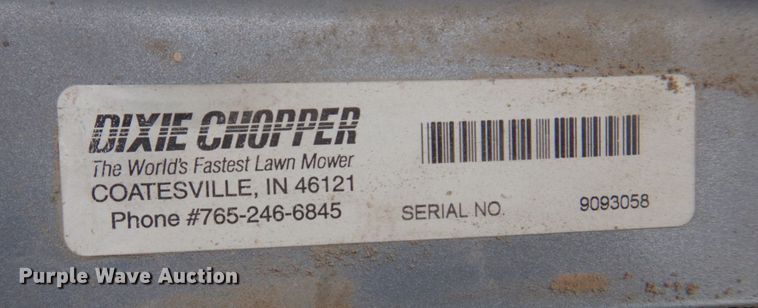 DIXIE CHOPPER
The World's Fastest Lawn Mower
COATESVILLE, IN 46121
Phone #765-246-6845
SERIAL NO. 9093058
Purple Wave Auction